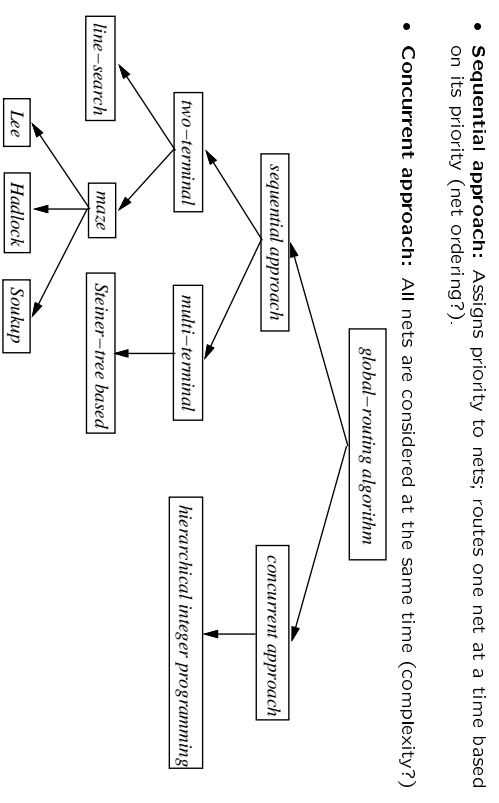 • Sequential approach: Assigns priority to nets; routes one net at a time based
on its priority (net ordering?).
• Concurrent approach: All nets are considered at the same time (complexity?)
global−routing algorithm
sequential approach
concurrent approach
two−terminal
multi−terminal
hierarchical integer programming
line−search
maze
Steiner−tree based
Lee
Hadlock
Soukup